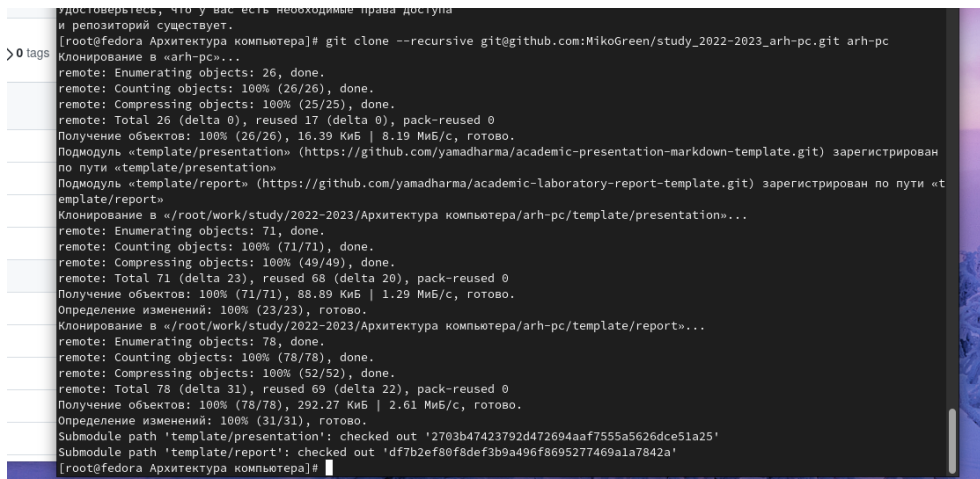 Удостоверьтесь, что у вас есть необходимые права доступа
и репозиторий существует.
[root@fedora Архитектура компьютера]# git clone --recursive git@github.com:MikoGreen/study_2022-2023_arh-pc.git arh-pc
Клонирование в «arh-pc»...
0 tags
remote: Enumerating objects: 26, done.
remote: Counting objects: 100% (26/26), done.
remote: Compressing objects: 100% (25/25), done.
remote: Total 26 (delta 0), reused 17 (delta 0), pack-reused 0
Получение объектов: 100% (26/26), 16.39 КиБ | 8.19 МиБ/с, готово.
Подмодуль «template/presentation» (https://github.com/yamadharma/academic-presentation-markdown-template.git) зарегистрирован
по пути «template/presentation»
Подмодуль «template/report» (https://github.com/yamadharma/academic-laboratory-report-template.git) зарегистрирован по пути «t
emplate/report»
Клонирование в «/root/work/study/2022-2023/Архитектура компьютера/arh-pc/template/presentation»...
remote: Enumerating objects: 71, done.
remote: Counting objects: 100% (71/71), done.
remote: Compressing objects: 100% (49/49), done.
remote: Total 71 (delta 23), reused 68 (delta 20), pack-reused 0
Получение объектов: 100% (71/71), 88.89 КиБ | 1.29 МиБ/с, готово.
Определение изменений: 100% (23/23), готово.
Клонирование в «/root/work/study/2022-2023/Архитектура компьютера/arh-pc/template/report»...
remote: Enumerating objects: 78, done.
remote: Counting objects: 100% (78/78), done.
remote: Compressing objects: 100% (52/52), done.
remote: Total 78 (delta 31), reused 69 (delta 22), pack-reused 0
Получение объектов: 100% (78/78), 292.27 КиБ | 2.61 МиБ/с, готово.
Определение изменений: 100% (31/31), готово.
Submodule path 'template/presentation': checked out '2703b47423792d472694aaf7555a5626dce51a25'
Submodule path 'template/report': checked out 'df7b2ef80f8def3b9a496f8695277469a1a7842a'
[root@fedora Архитектура компьютера]#